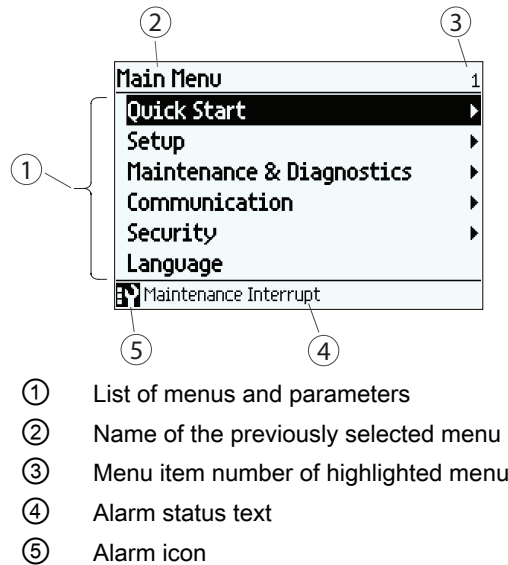 ② ③
Main Menu 1
Quick Start
Setup
① Maintenance & Diagnostics
Communication
Security
Language
Maintenance Interrupt
⑤ ④
① List of menus and parameters
② Name of the previously selected menu
③ Menu item number of highlighted menu
④ Alarm status text
⑤ Alarm icon